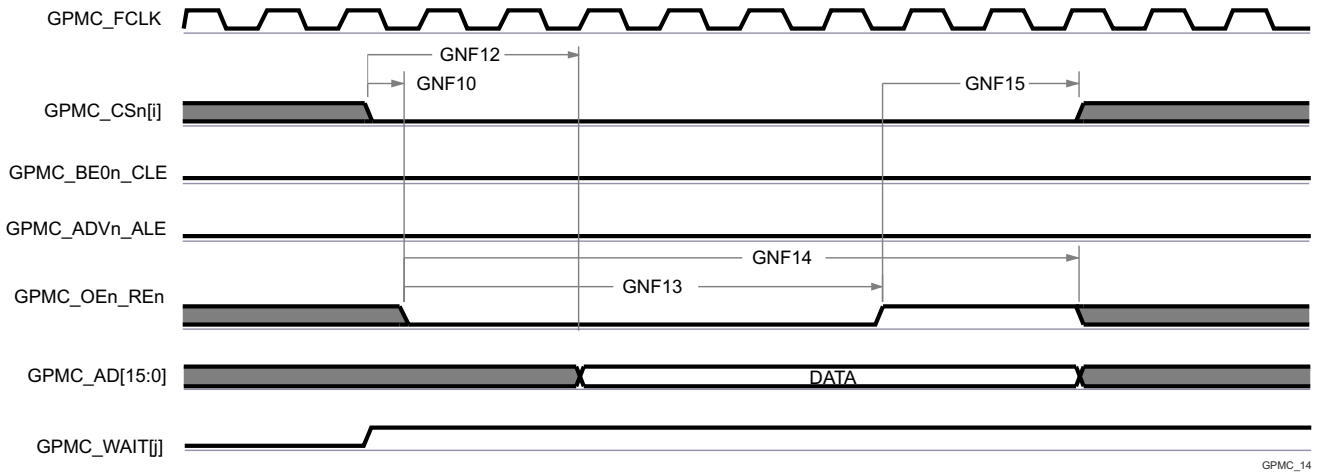 GPMC_FCLK
GNF12
GNF10
GNF15
GPMC_CSn[i]
GPMC_BE0n_CLE
GPMC_ADVn_ALE
GNF14
GNF13
GPMC_OEn_REn
GPMC_AD[15:0]
DATA
GPMC_WAIT[j]
GPMC_14